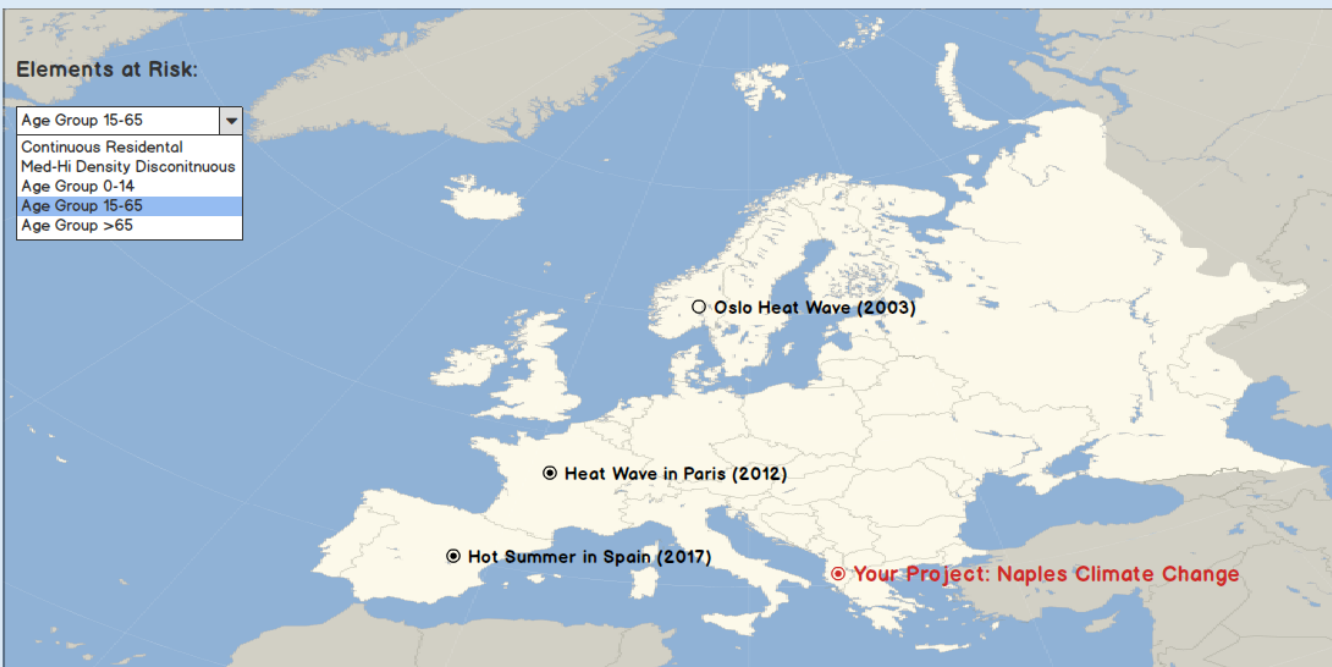 Elements at Risk:
Age Group 15-65
Continuous Residental
Med-Hi Density Disconitnuous
Age Group 0-14
Age Group 15-65
Age Group >65
Oslo Heat Wave (2003)
Heat Wave in Paris (2012)
Hot Summer in Spain (2017)
Your Project: Naples Climate Change